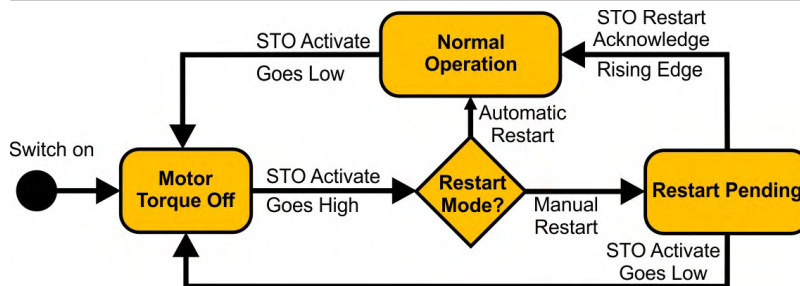 STO Activate
Goes Low
Normal
Operation
STO Restart
Acknowledge
Rising Edge
Automatic
Restart
Switch on
Motor
Torque Off
STO Activate
Goes High
Restart
Mode?
Manual
Restart
Restart Pending
STO Activate
Goes Low